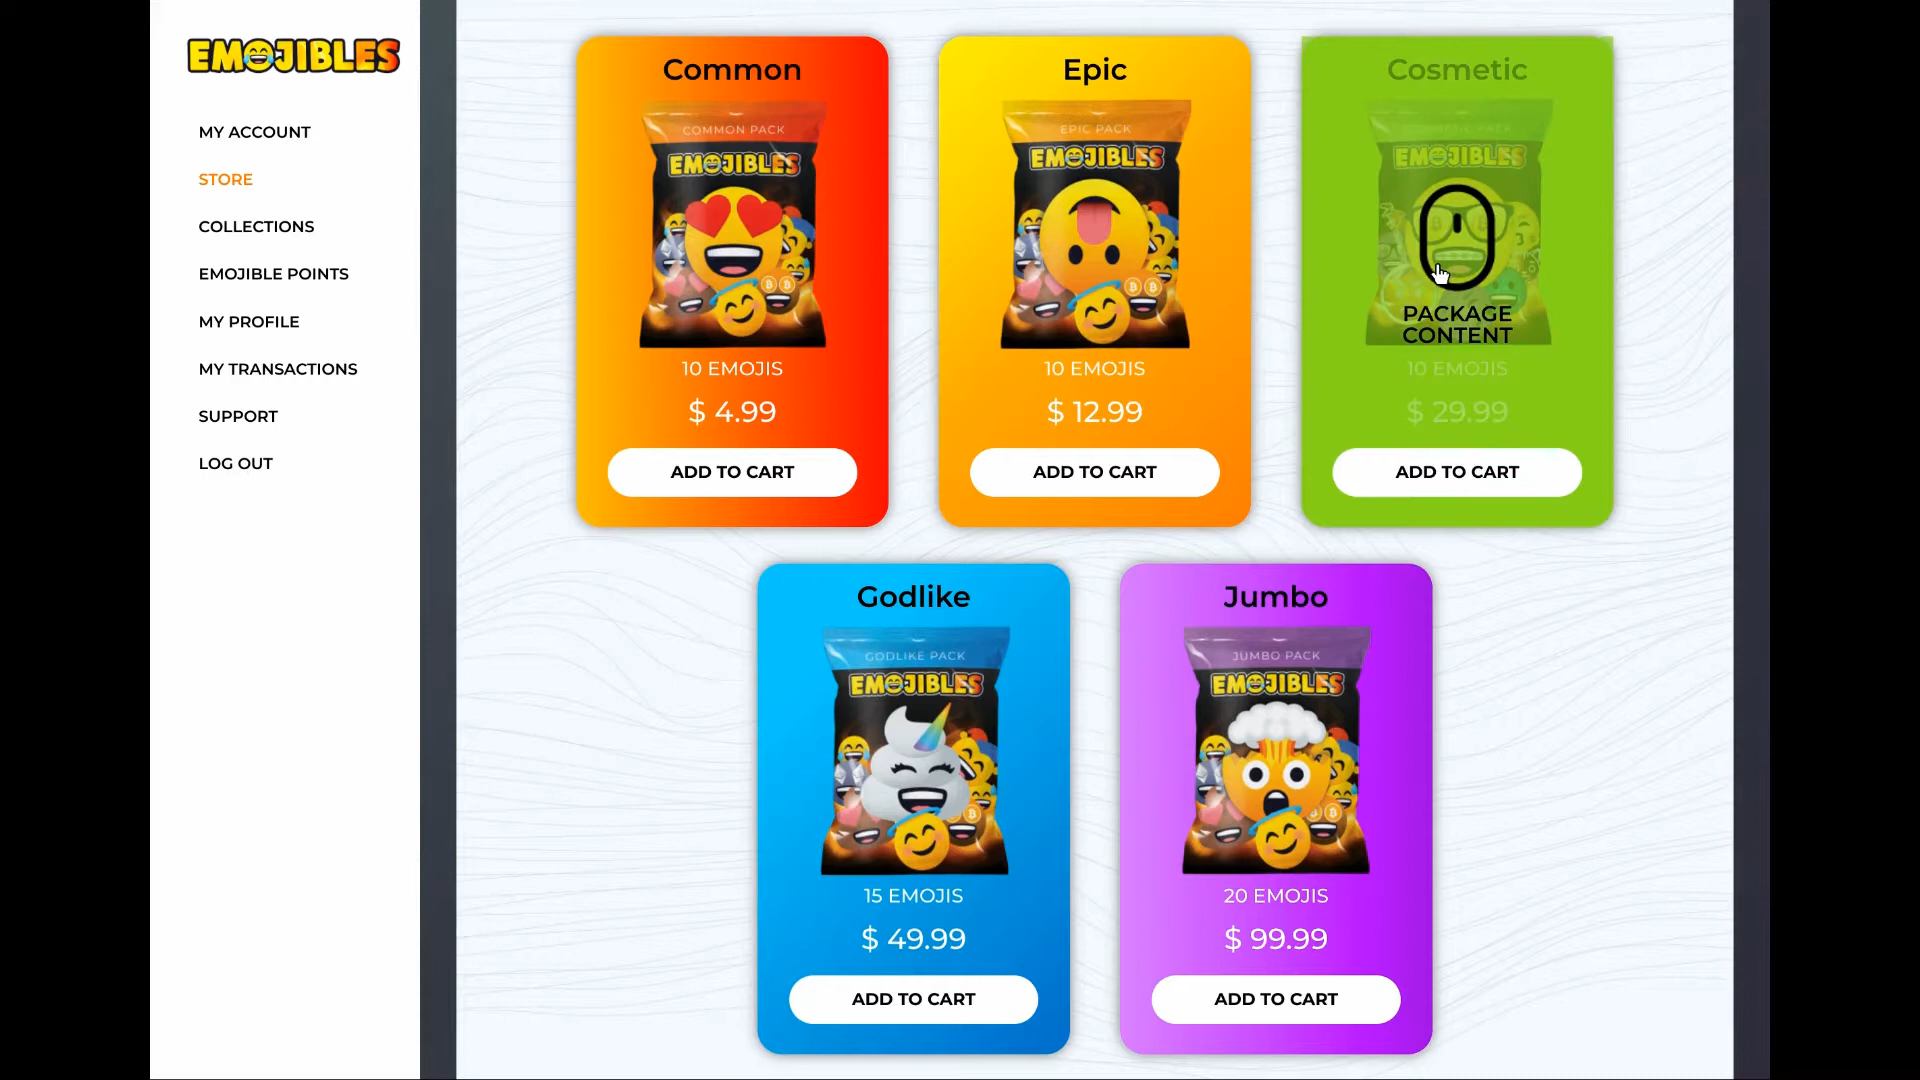 EMOJIBLES
MY ACCOUNT
STORE
COLLECTIONS
EMOJIBLE POINTS
MY PROFILE
MY TRANSACTIONS
SUPPORT
LOG OUT
Common
COMMON PACK
EMOJIBLES
10 EMOJIS
$ 4.99
ADD TO CART
Epic
EPIC PACK
EMOJIBLES
10 EMOJIS
$ 12.99
ADD TO CART
Cosmetic
COSMETIC PACK
EMOJIBLES
PACKAGE
CONTENT
10 EMOJIS
$ 29.99
ADD TO CART
Godlike
GODLIKE PACK
EMOJIBLES
15 EMOJIS
$ 49.99
ADD TO CART
Jumbo
JUMBO PACK
EMOJIBLES
20 EMOJIS
$ 99.99
ADD TO CART